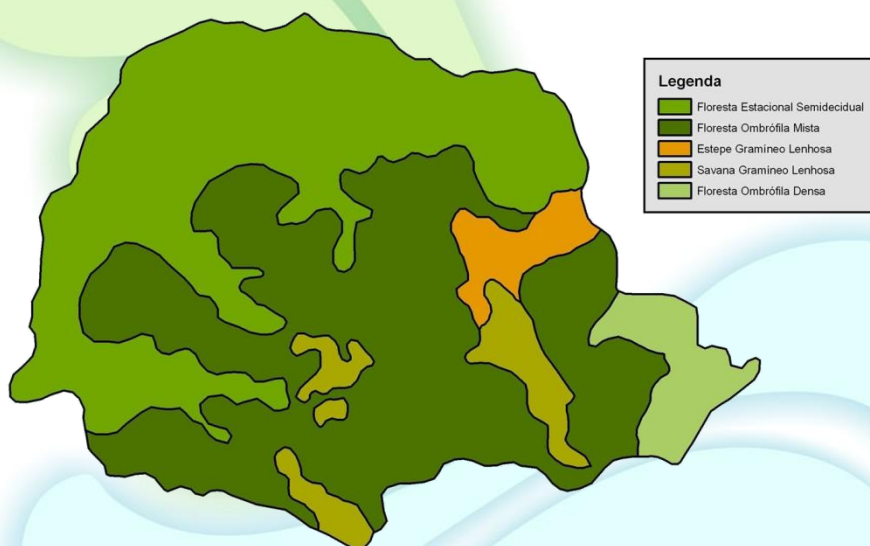 Legenda
Floresta Estacional Semidecidual
Floresta Ombrófila Mista
Estepe Gramíneo Lenhosa
Savana Gramíneo Lenhosa
Floresta Ombrófila Densa